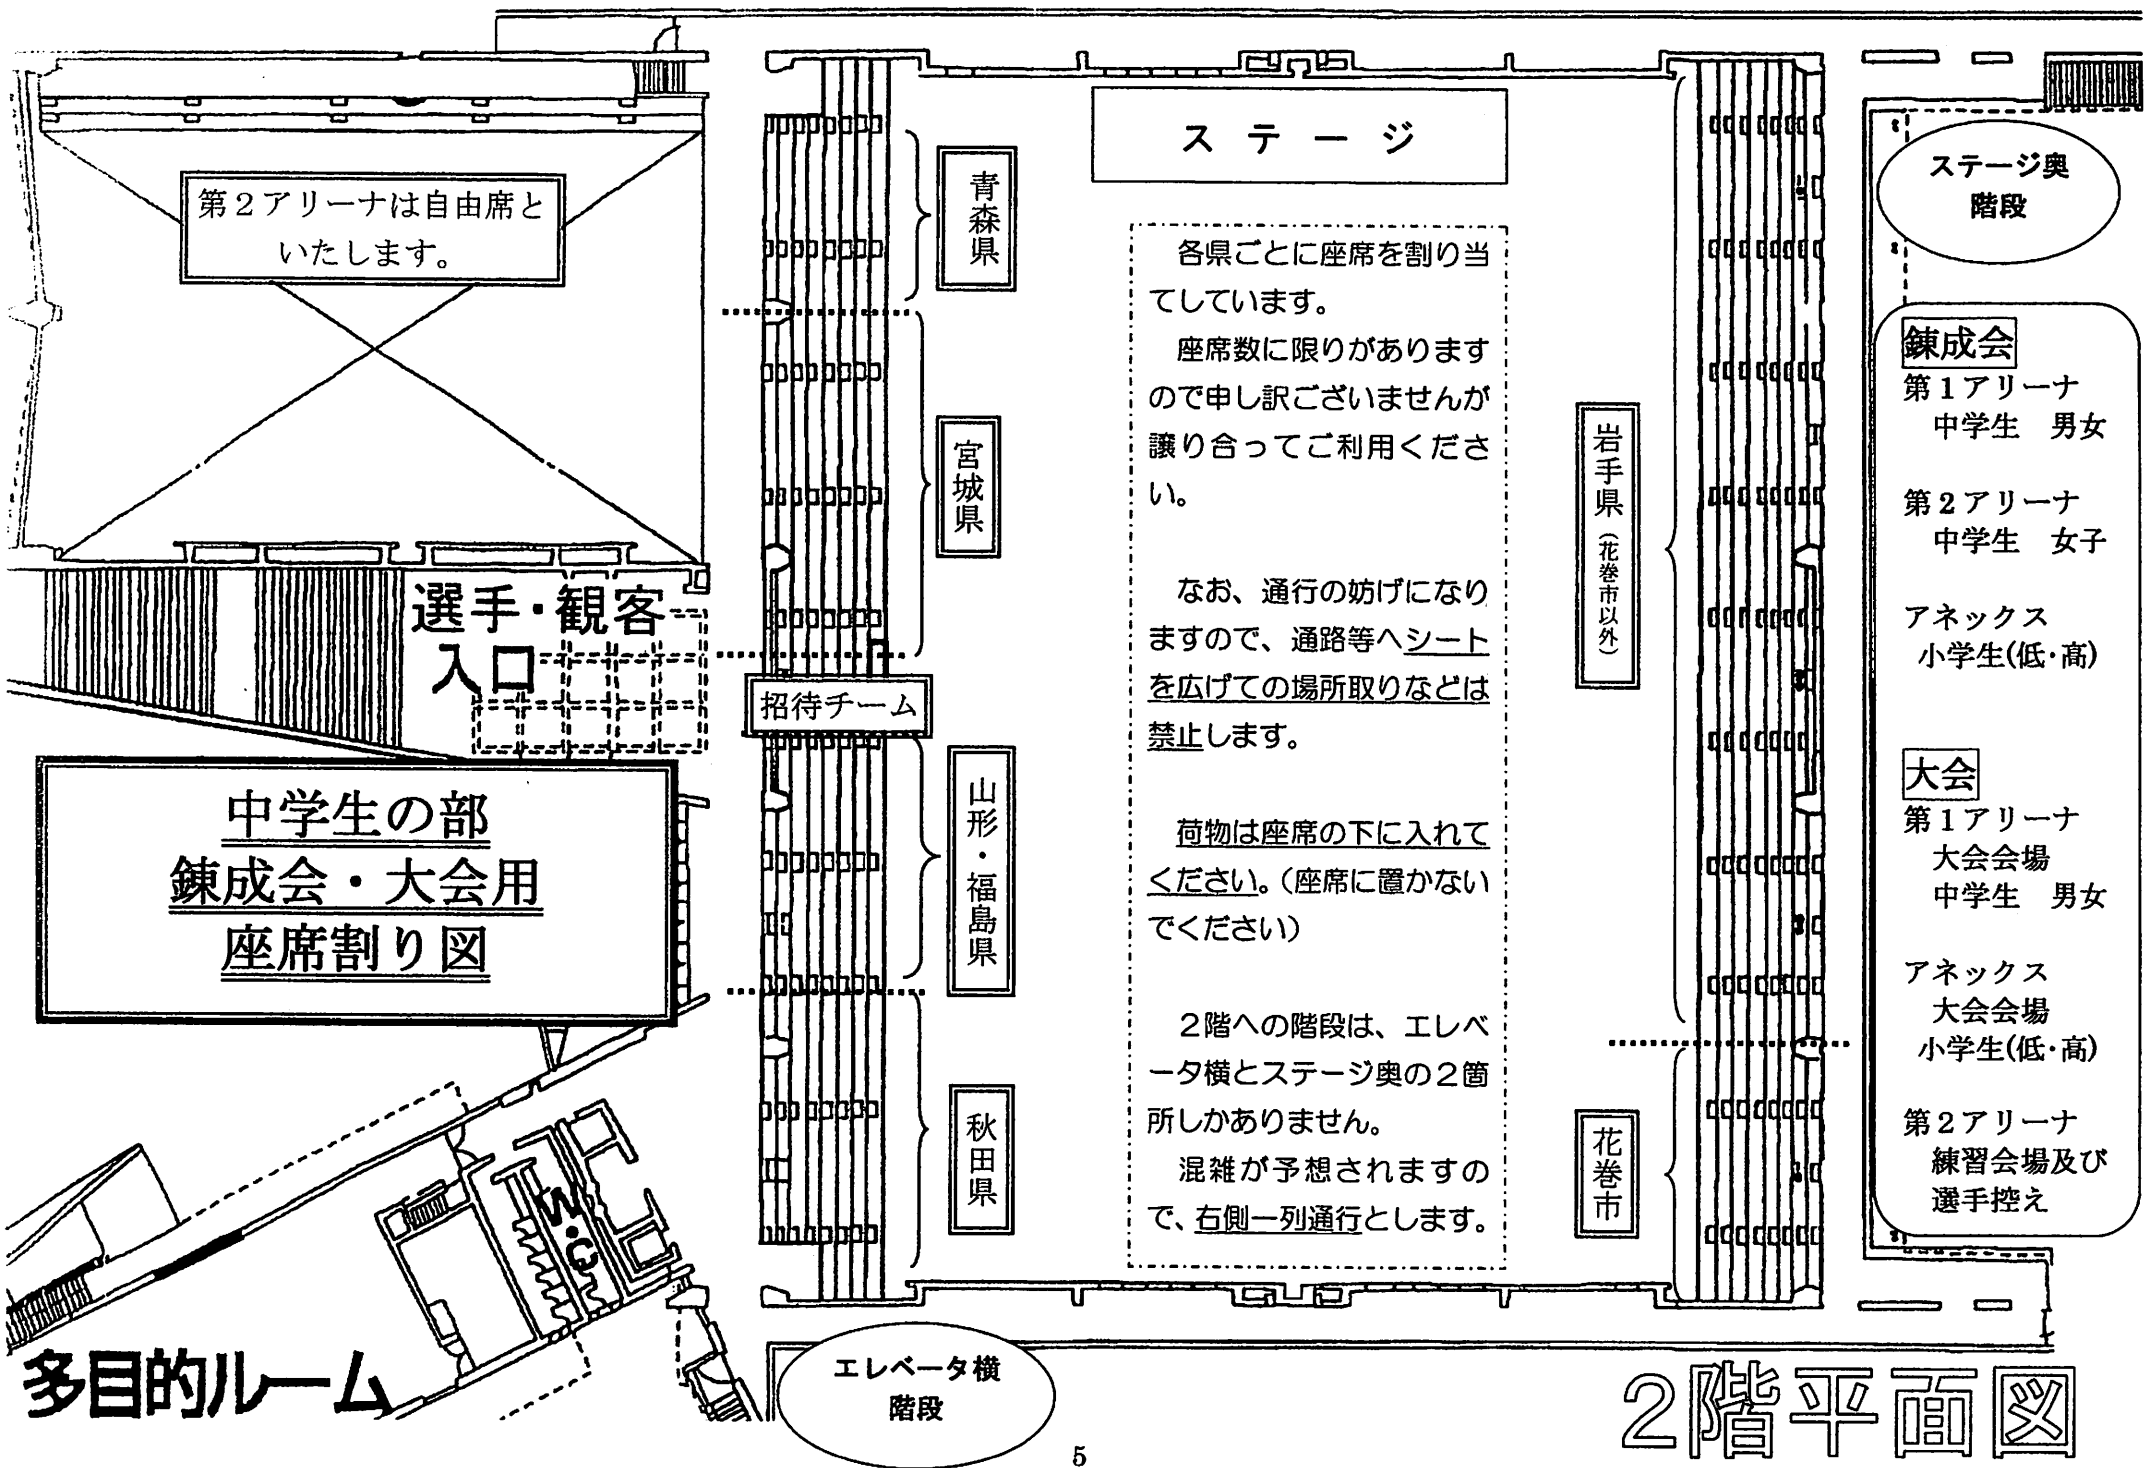 第２アリーナは自由席と
いたします。
選手・観客
入口
中学生の部
錬成会・大会用
座席割り図
多目的ルーム
W.C
青森県
宮城県
招待チーム
山形・福島県
秋田県
エレベータ横
階段
ステージ
各県ごとに座席を割り当
てしています。
座席数に限りがあります
ので申し訳ございませんが
譲り合ってご利用くださ
い。
なお、通行の妨げになり
ますので、通路等へシート
を広げての場所取りなどは
禁止します。
荷物は座席の下に入れて
ください。（座席に置かない
でください）
２階への階段は、エレベ
ータ横とステージ奥の２箇
所しかありません。
混雑が予想されますの
で、右側一列通行とします。
岩手県（花巻市以外）
花巻市
ステージ奥
階段
錬成会
第１アリーナ
中学生　男女
第２アリーナ
中学生　女子
アネックス
小学生(低・高)
大会
第１アリーナ
大会会場
中学生　男女
アネックス
大会会場
小学生(低・高)
第２アリーナ
練習会場及び
選手控え
２階平面図
5